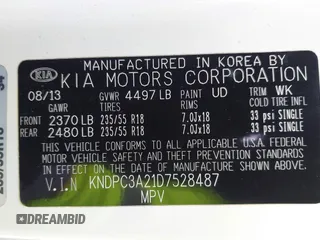 MANUFACTURED IN KOREA BY
KIA KIA MOTORS CORPORATION
08/13 GVWR 4497 LB PAINT UD TRIM WK
GAWR TIRES RIMS COLD TIRE INFL
FRONT 2370 LB 235/55 R18 7.0JX18 33 psi SINGLE
REAR 2480 LB 235/55 R18 7.0JX18 33 psi SINGLE
THIS VEHICLE CONFORMS TO ALL APPLICABLE U.S.A FEDERAL MOTOR
VEHICLE SAFETY, BUMPER, AND THEFT PREVENTION STANDARDS IN
EFFECT ON THE DATE OF MANUFACTURE SHOWN ABOVE.
V.I.N KNDPC3A21D7528487
MPV
DREAMBID